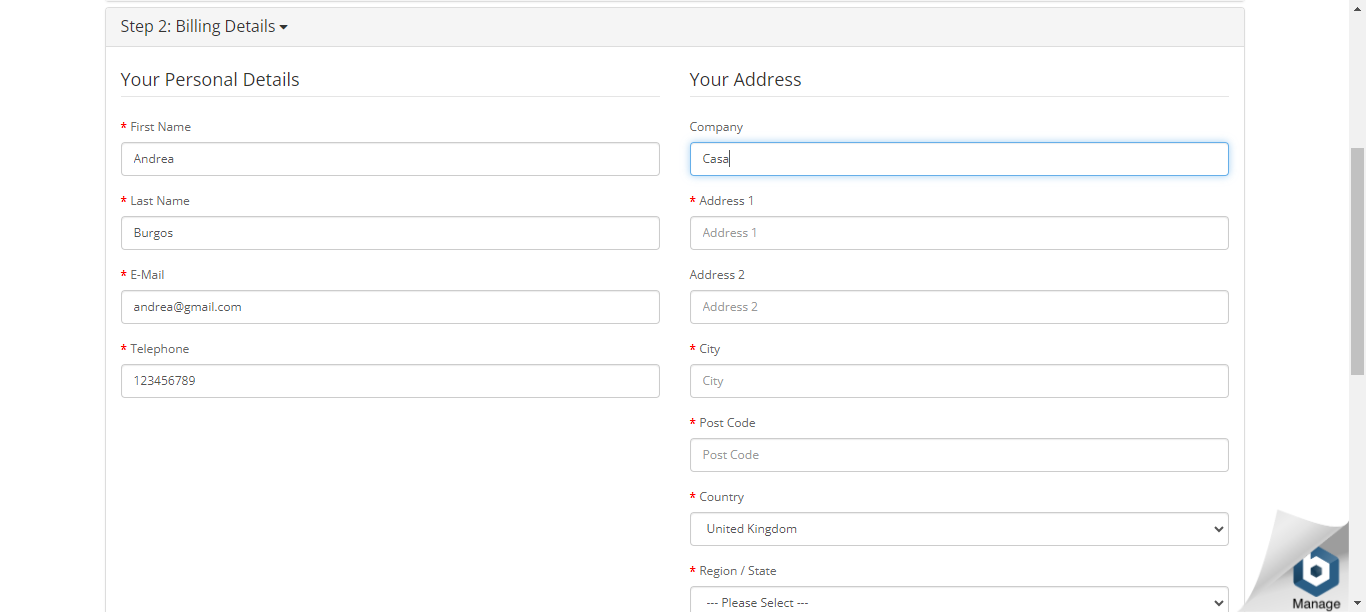 Step 2: Billing Details
Your Personal Details
* First Name
Andrea
* Last Name
Burgos
* E-Mail
andrea@gmail.com
* Telephone
123456789
Your Address
Company
Casa
* Address 1
Address 1
Address 2
Address 2
* City
City
* Post Code
Post Code
* Country
United Kingdom
* Region / State
--- Please Select ---
b
Manage